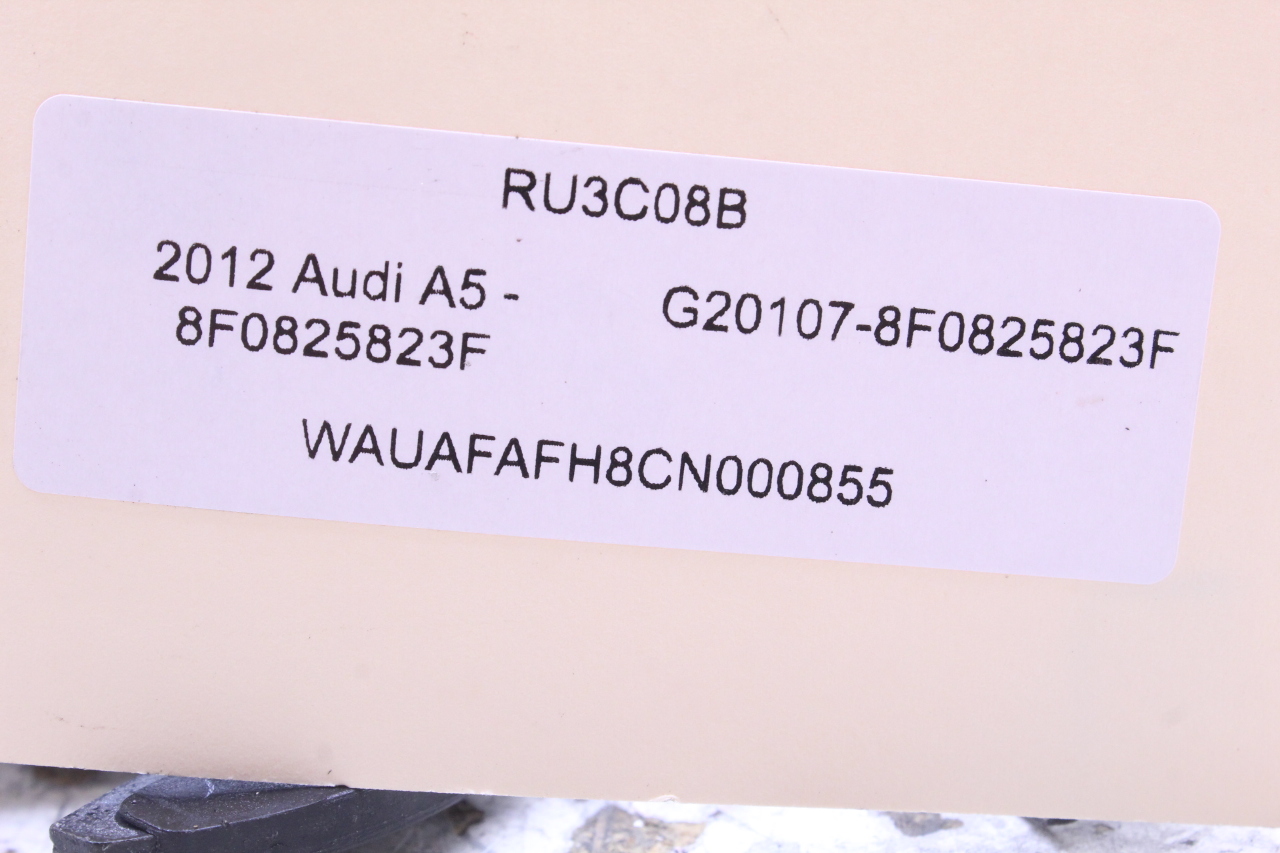 RU3C08B
2012 Audi A5 -
8F0825823F
G20107-8F0825823F
WAUAFAFH8CN000855